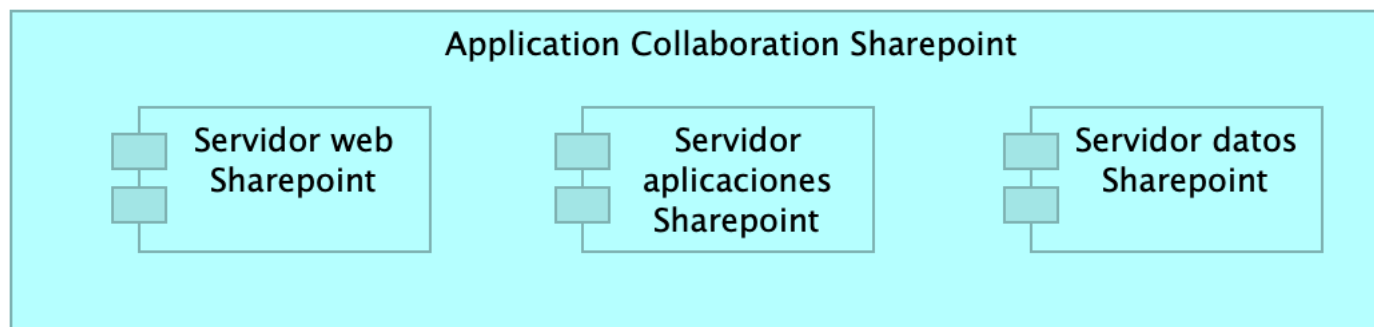 Application Collaboration Sharepoint
Servidor web
Sharepoint
Servidor
aplicaciones
Sharepoint
Servidor datos
Sharepoint